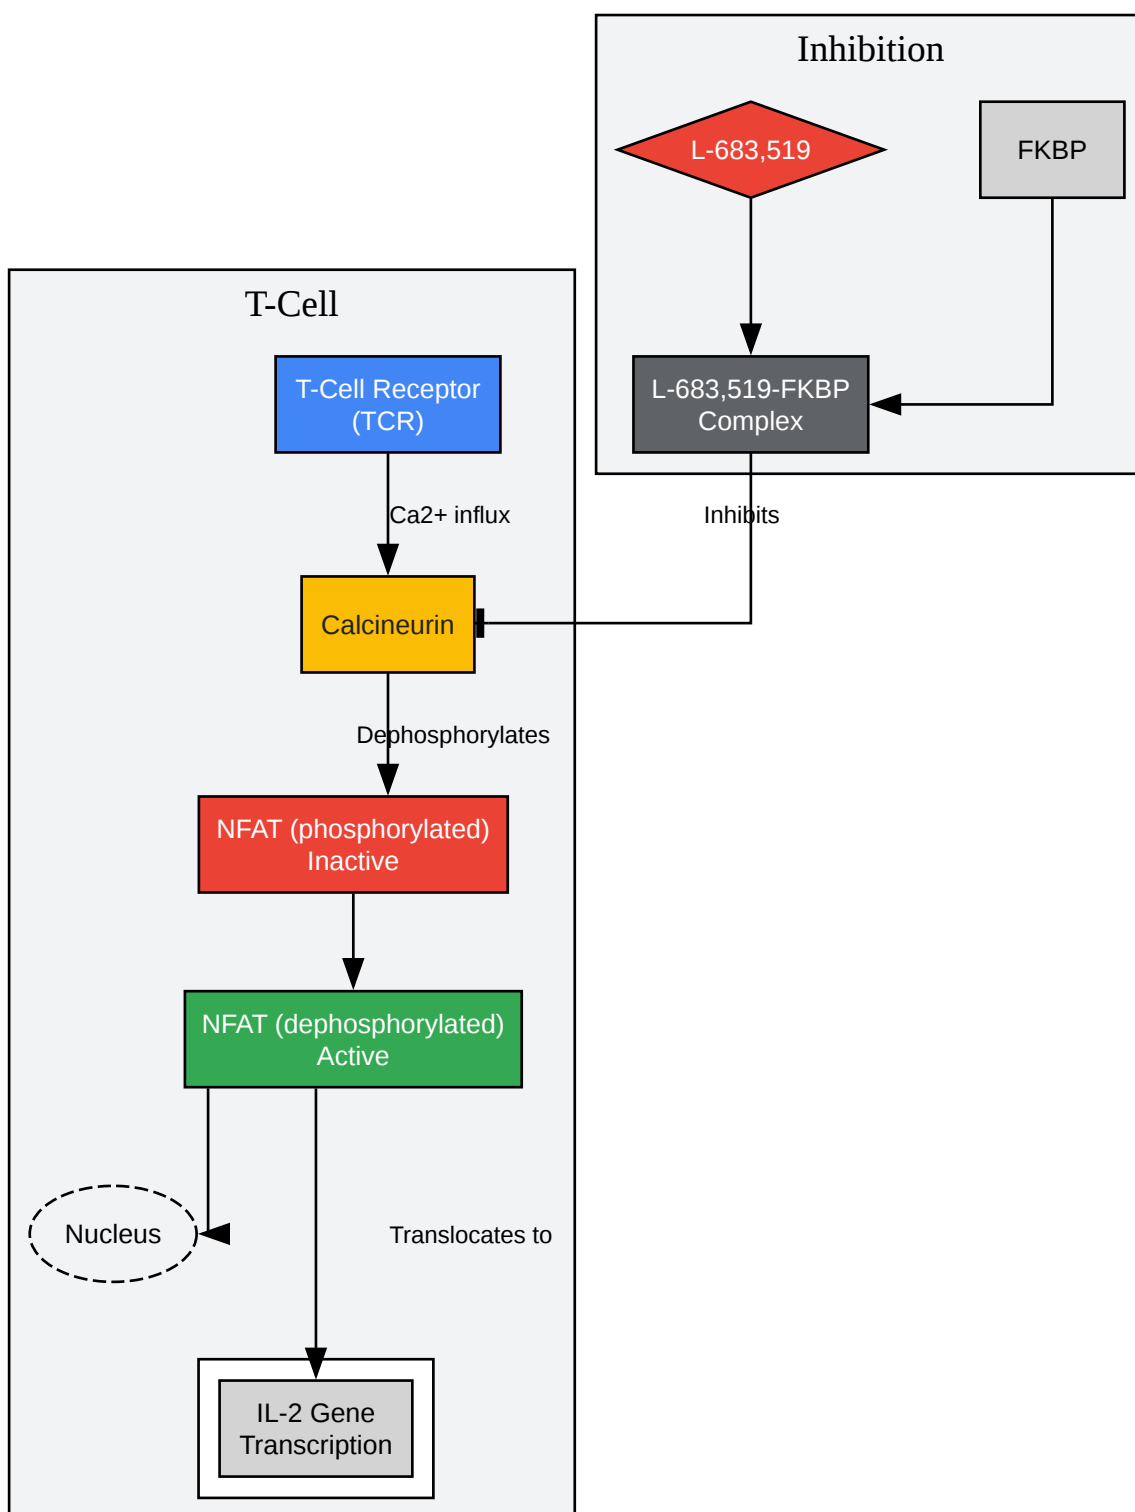 Inhibition
L-683,519
FKBP
L-683,519-FKBP
Complex
Inhibits
T-Cell
T-Cell Receptor
(TCR)
Ca2+ influx
Calcineurin
Dephosphorylates
NFAT (phosphorylated)
Inactive
NFAT (dephosphorylated)
Active
Nucleus
Translocates to
IL-2 Gene
Transcription